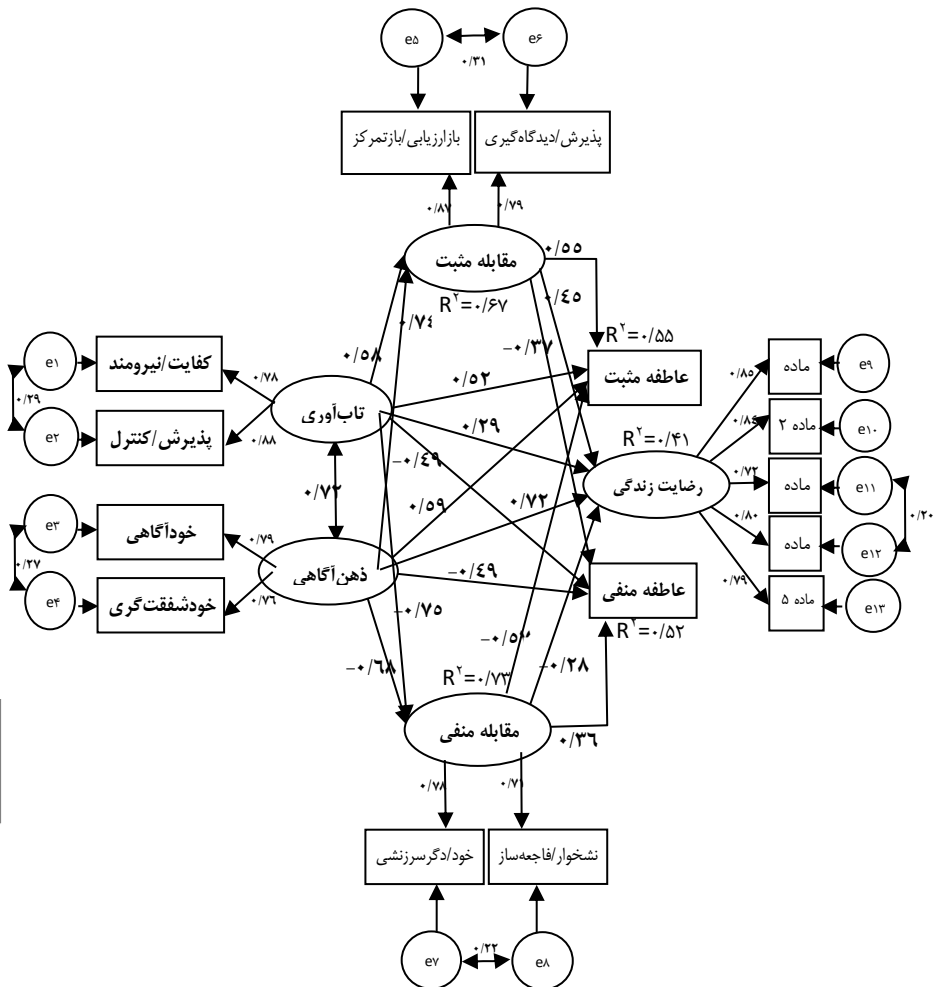 e۵
e۶
۰/۳۱
بازارزیابی/بازتمرکز
پذیرش/دیدگاه‌گیری
۰/۸۷
۰/۷۹
مقابله مثبت
R۲=۰/۶۷
۰/۵۵
۰/۴۵
-۰/۳۷
۰/۷٤
۰/۵۸
R۲=۰/۵۵
عاطفه مثبت
e۱
e۲
۰/۲۹
کفایت/نیرومند
پذیرش/کنترل
۰/۷۸
۰/۸۸
تاب‌آوری
۰/۵۲
۰/۲۹
-۰/٤۹
۰/۵۹
۰/۷۲
۰/۷۲
R۲=۰/۴۱
رضایت زندگی
۰/۸۵
۰/۸٤
۰/۷۲
۰/۸۰
۰/۷۹
ماده
ماده ۲
ماده
ماده
ماده ۵
e۹
e۱۰
e۱۱
e۱۲
e۱۳
۰/۲۰
e۳
e۴
۰/۲۷
خودآگاهی
خودشفقت‌گری
۰/۷۹
۰/۷۶
ذهن‌آگاهی
-۰/٤۹
-۰/۷۵
-۰/٦۸
عاطفه منفی
R۲=۰/۵۲
-۰/۲۸
R۲=۰/۷۳
مقابله منفی
۰/۳٦
۰/۷۸
۰/۷۱
خود/دگرسرزنشی
نشخوار/فاجعه‌ساز
e۷
e۸
۰/۲۲